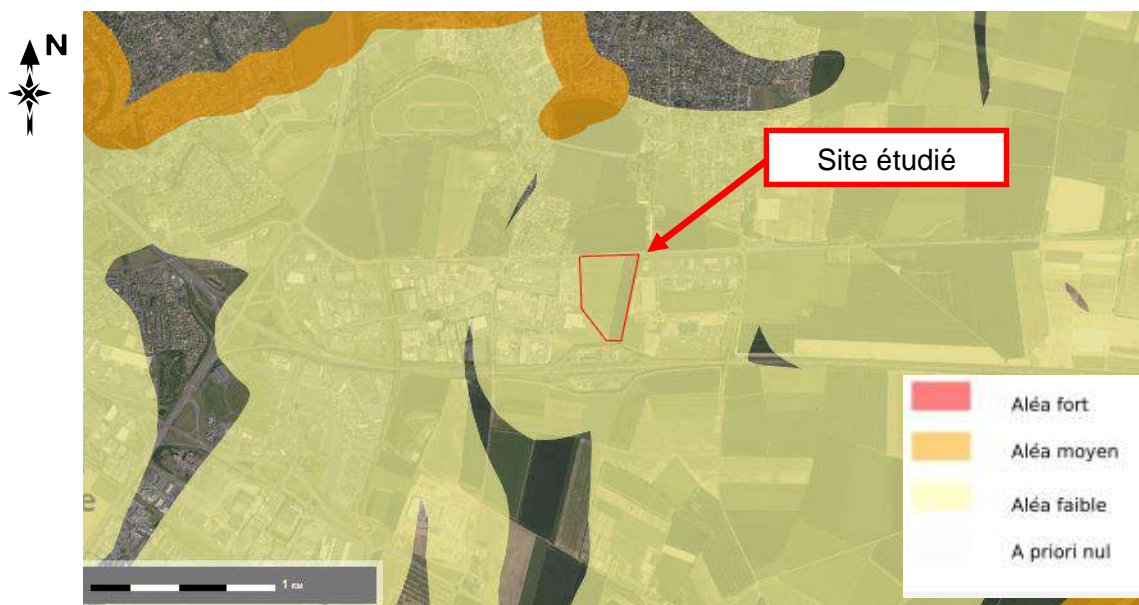 N
Site étudié
Aléa fort
Aléa moyen
Aléa faible
A priori nul
e
1 KM